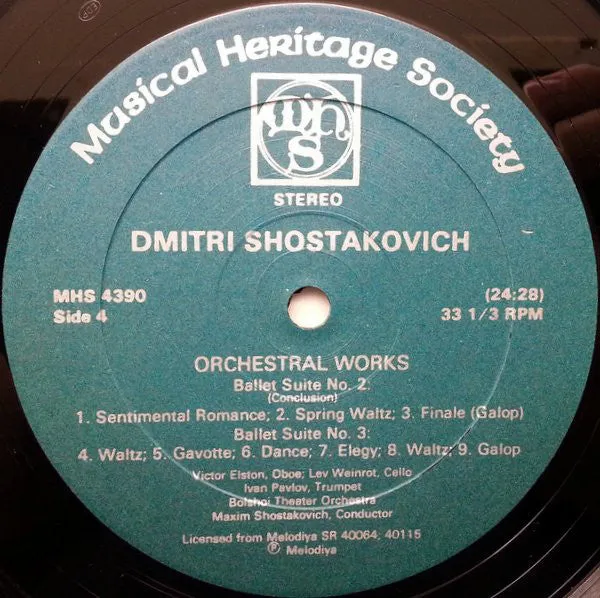 Musical Heritage Society
mhs
STEREO
DMITRI SHOSTAKOVICH
MHS 4390 (24:28)
Side 4 33 1/3 RPM
ORCHESTRAL WORKS
Ballet Suite No. 2:
(Conclusion)
1. Sentimental Romance; 2. Spring Waltz; 3. Finale (Galop)
Ballet Suite No. 3:
4. Waltz; 5. Gavotte; 6. Dance; 7. Elegy; 8. Waltz; 9. Galop
Victor Elston, Oboe; Lev Weinrot, Cello
Ivan Pavlov, Trumpet
Bolshoi Theater Orchestra
Maxim Shostakovich, Conductor
Licensed from Melodiya SR 40064; 40115
℗ Melodiya